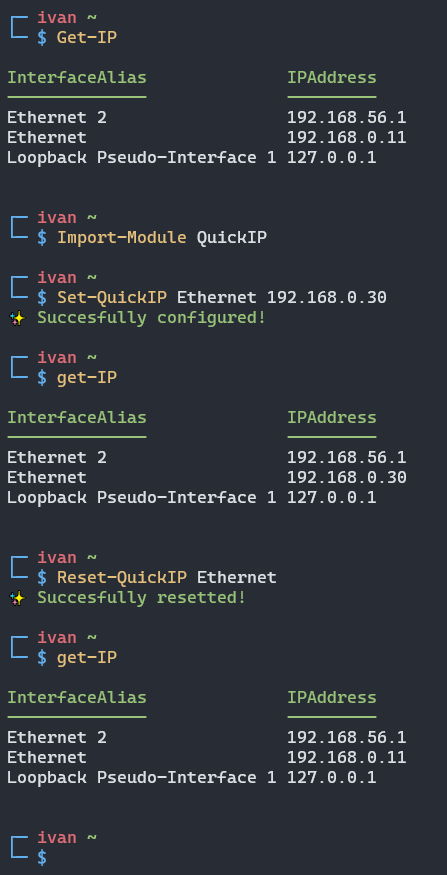 ivan ~
$ Get-IP
InterfaceAlias IPAddress
Ethernet 2 192.168.56.1
Ethernet 192.168.0.11
Loopback Pseudo-Interface 1 127.0.0.1
ivan ~
$ Import-Module QuickIP
ivan ~
$ Set-QuickIP Ethernet 192.168.0.30
✨ Succesfully configured!
ivan ~
$ get-IP
InterfaceAlias IPAddress
Ethernet 2 192.168.56.1
Ethernet 192.168.0.30
Loopback Pseudo-Interface 1 127.0.0.1
ivan ~
$ Reset-QuickIP Ethernet
✨ Succesfully resetted!
ivan ~
$ get-IP
InterfaceAlias IPAddress
Ethernet 2 192.168.56.1
Ethernet 192.168.0.11
Loopback Pseudo-Interface 1 127.0.0.1
ivan ~
$